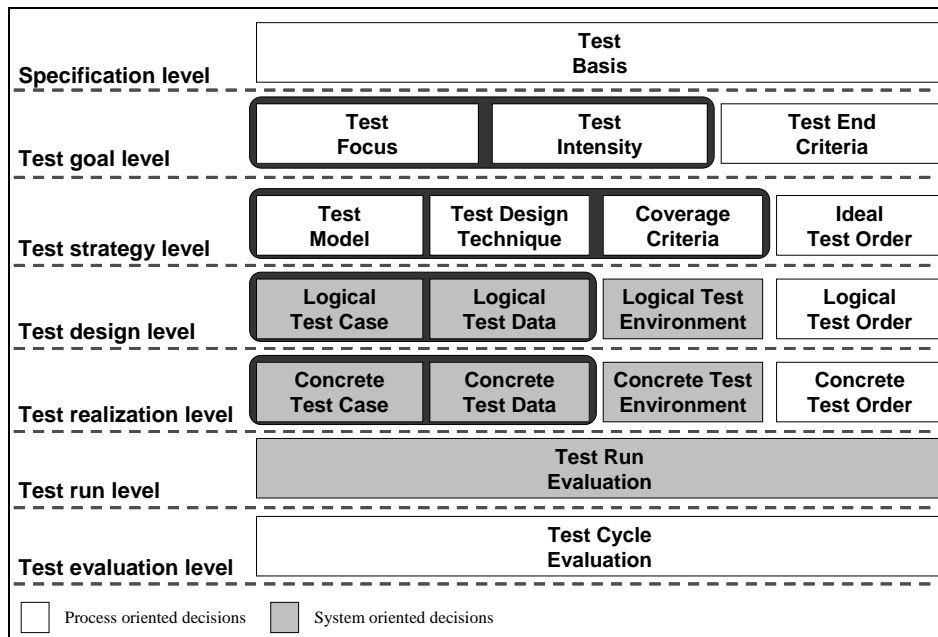 Specification level
Test
Basis
Test goal level
Test
Focus
Test
Intensity
Test End
Criteria
Test strategy level
Test
Model
Test Design
Technique
Coverage
Criteria
Ideal
Test Order
Test design level
Logical
Test Case
Logical
Test Data
Logical Test
Environment
Logical
Test Order
Test realization level
Concrete
Test Case
Concrete
Test Data
Concrete Test
Environment
Concrete
Test Order
Test run level
Test Run
Evaluation
Test evaluation level
Test Cycle
Evaluation
Process oriented decisions
System oriented decisions